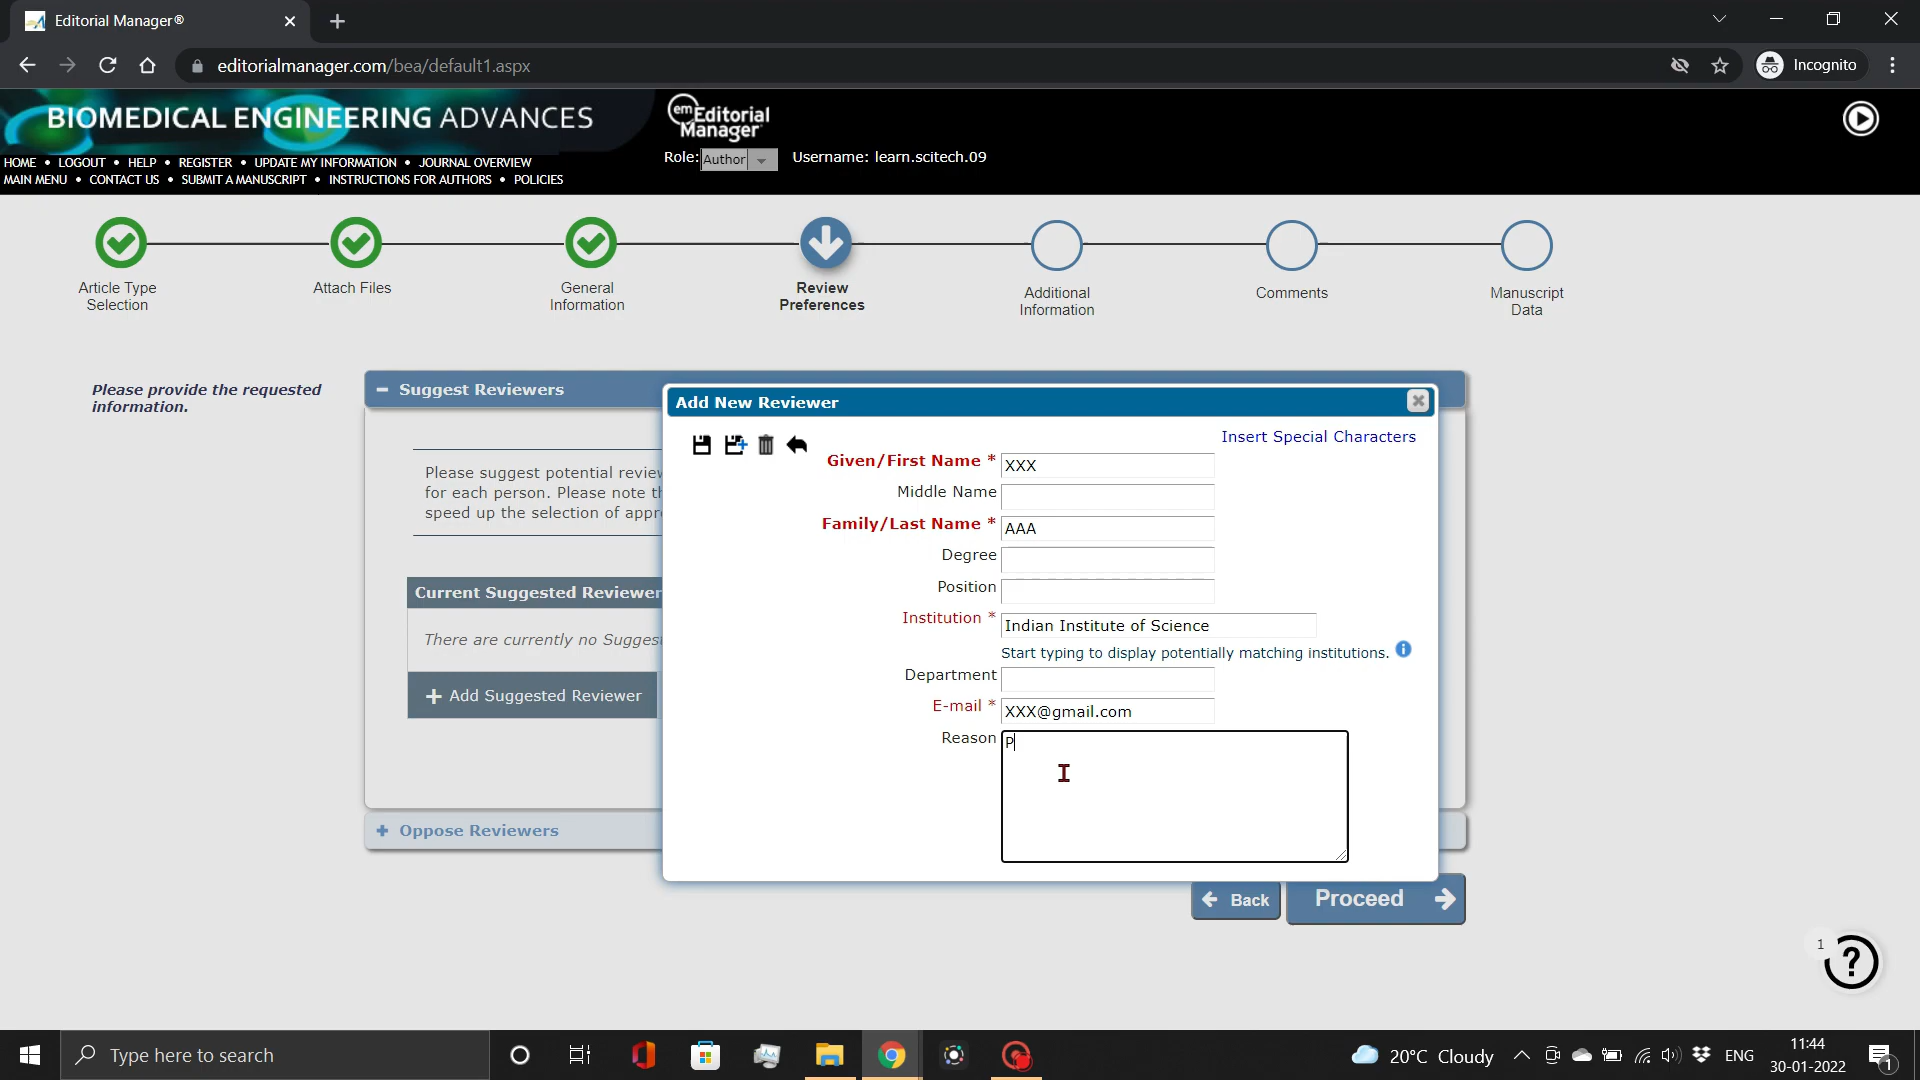 Editorial Manager®
editorialmanager.com/bea/default1.aspx
Incognito
BIOMEDICAL ENGINEERING ADVANCES
em Editorial Manager®
HOME • LOGOUT • HELP • REGISTER • UPDATE MY INFORMATION • JOURNAL OVERVIEW
MAIN MENU • CONTACT US • SUBMIT A MANUSCRIPT • INSTRUCTIONS FOR AUTHORS • POLICIES
Role: Author Username: learn.scitech.09
Article Type
Selection
Attach Files
General
Information
Review
Preferences
Additional
Information
Comments
Manuscript
Data
Please provide the requested
information.
Suggest Reviewers
Please suggest potential
for each person. Please note
speed up the selection of
Current Suggested
There are currently no
+ Add Suggested Reviewer
+ Oppose Reviewers
Add New Reviewer
Insert Special Characters
Given/First Name * XXX
Middle Name
Family/Last Name * AAA
Degree
Position
Institution * Indian Institute of Science
Start typing to display potentially matching institutions.
Department
E-mail * XXX@gmail.com
Reason P
Back
Proceed
1
?
Type here to search
20°C Cloudy
ENG
11:44
30-01-2022
1